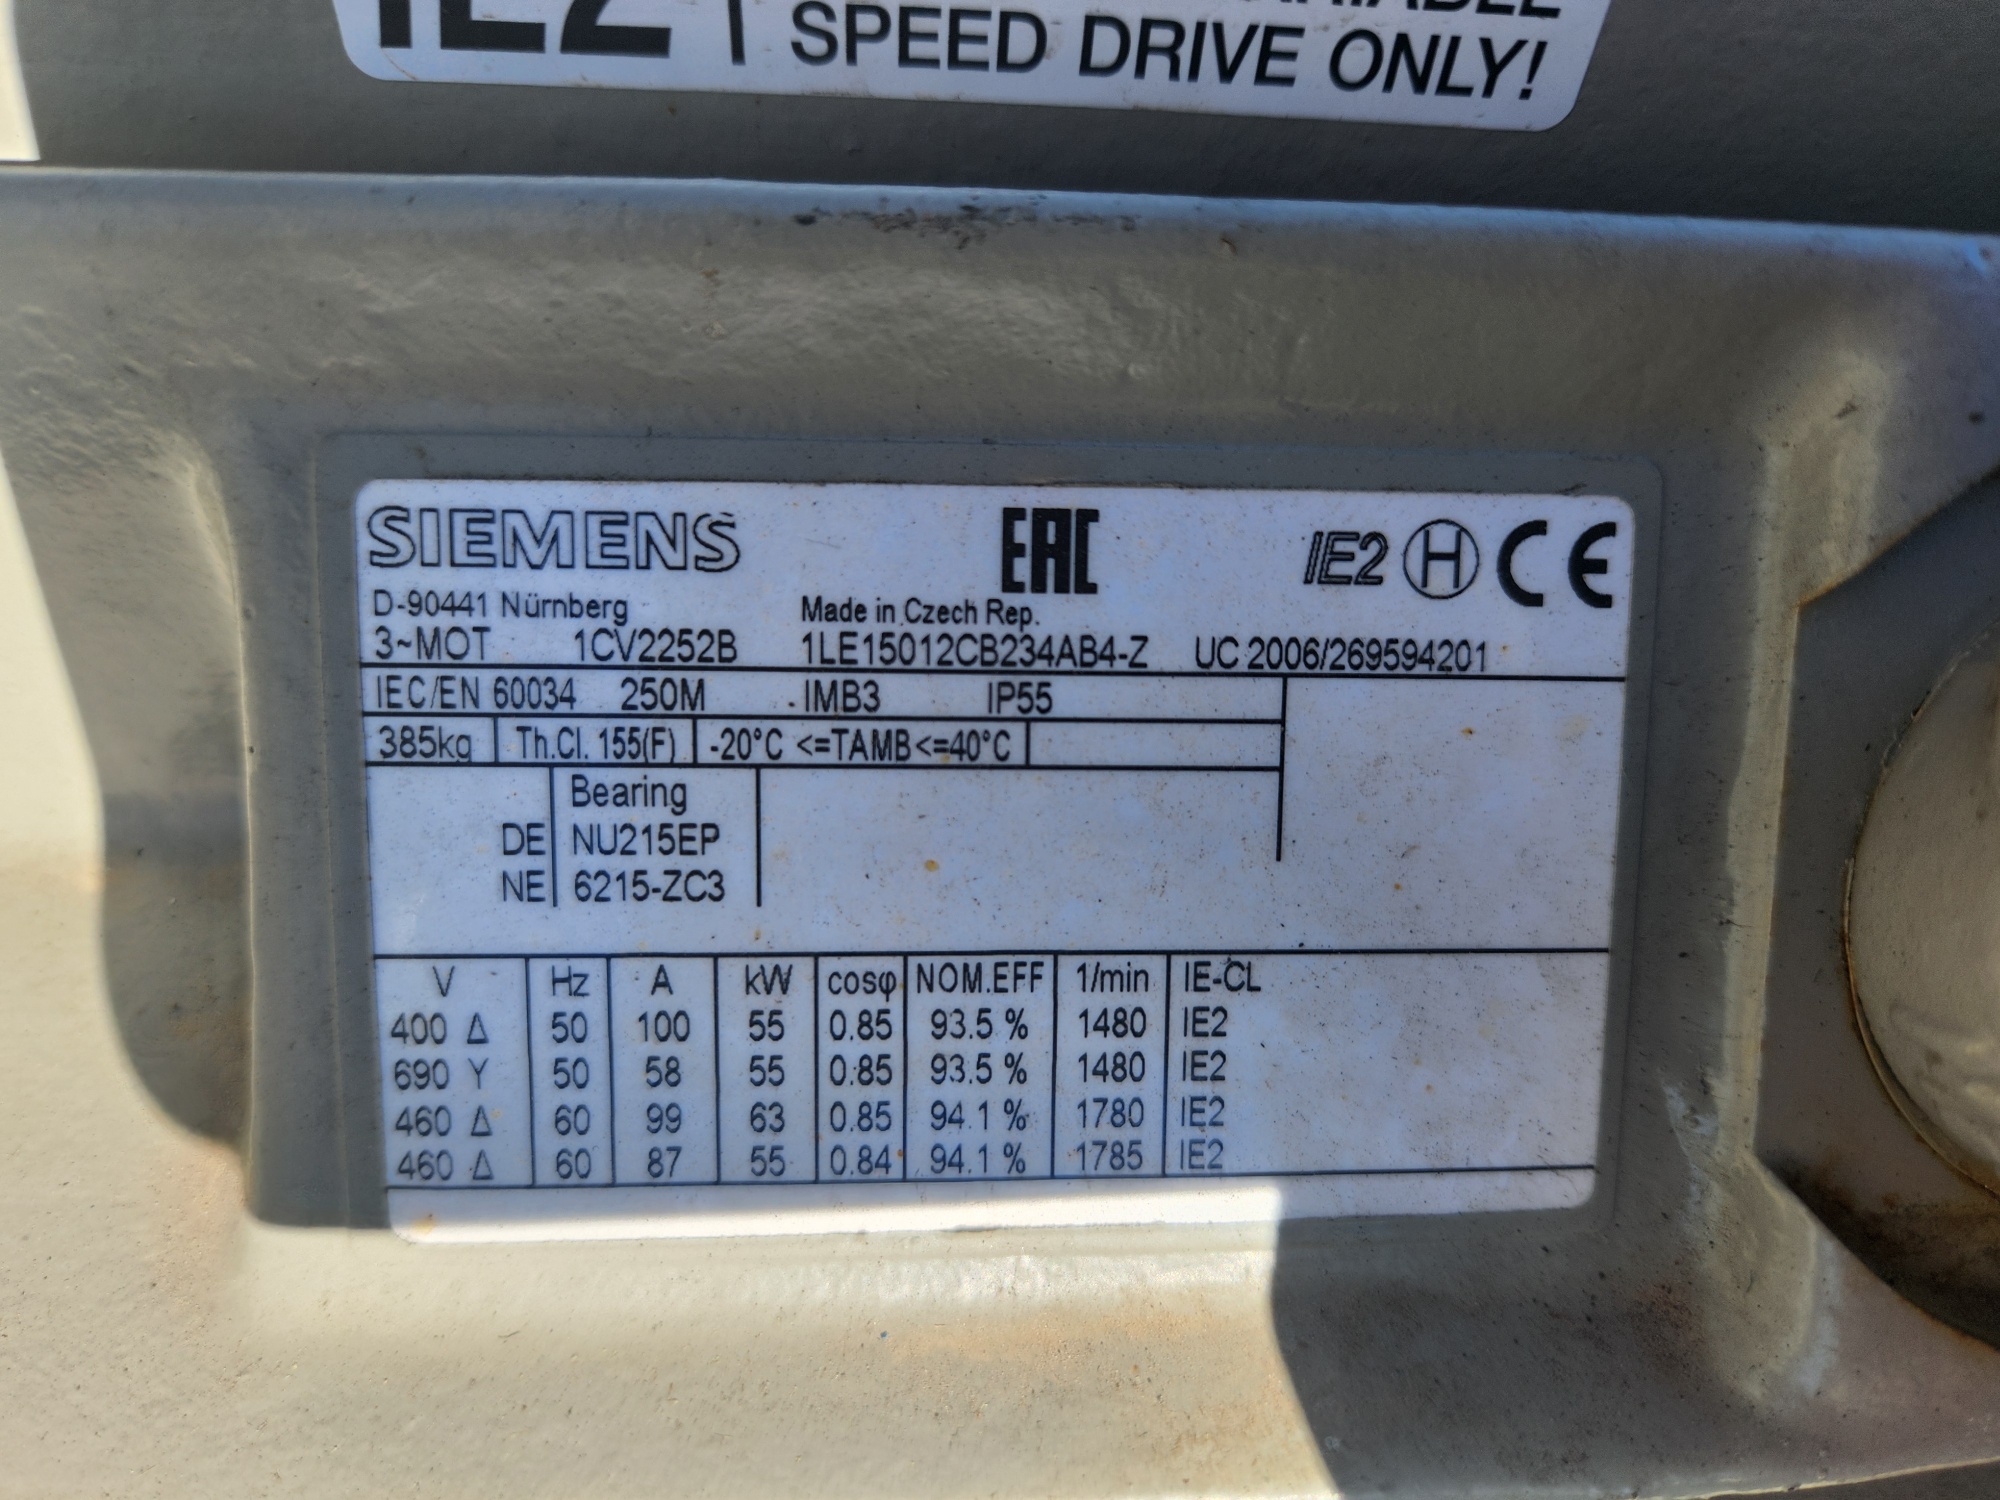 IE2
SPEED DRIVE ONLY!
SIEMENS EAC IE2 H CE
D-90441 Nürnberg Made in Czech Rep.
3~MOT 1CV2252B 1LE15012CB234AB4-Z UC 2006/269594201
IEC/EN 60034 250M IMB3 IP55
385kg Th.Cl. 155(F) -20°C <=TAMB<=40°C
Bearing
DE NU215EP
NE 6215-ZC3
V Hz A kW cosφ NOM.EFF 1/min IE-CL
400 Δ 50 100 55 0.85 93.5 % 1480 IE2
690 Y 50 58 55 0.85 93.5 % 1480 IE2
460 Δ 60 99 63 0.85 94.1 % 1780 IE2
460 Δ 60 87 55 0.84 94.1 % 1785 IE2